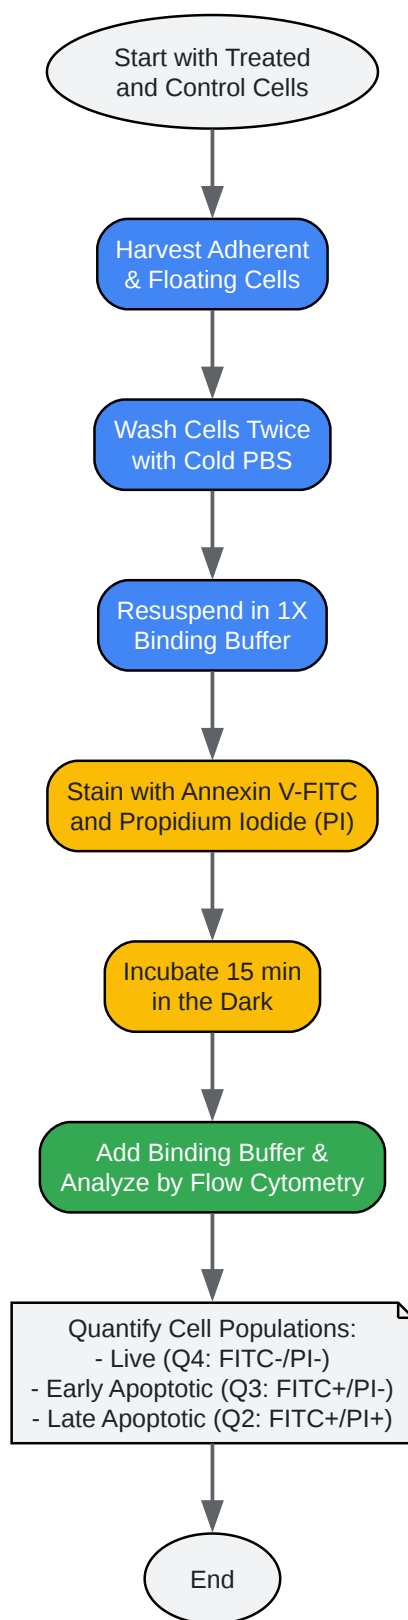 Start with Treated
and Control Cells
Harvest Adherent
& Floating Cells
Wash Cells Twice
with Cold PBS
Resuspend in 1X
Binding Buffer
Stain with Annexin V-FITC
and Propidium Iodide (PI)
Incubate 15 min
in the Dark
Add Binding Buffer &
Analyze by Flow Cytometry
Quantify Cell Populations:
- Live (Q4: FITC-/PI-)
- Early Apoptotic (Q3: FITC+/PI-)
- Late Apoptotic (Q2: FITC+/PI+)
End